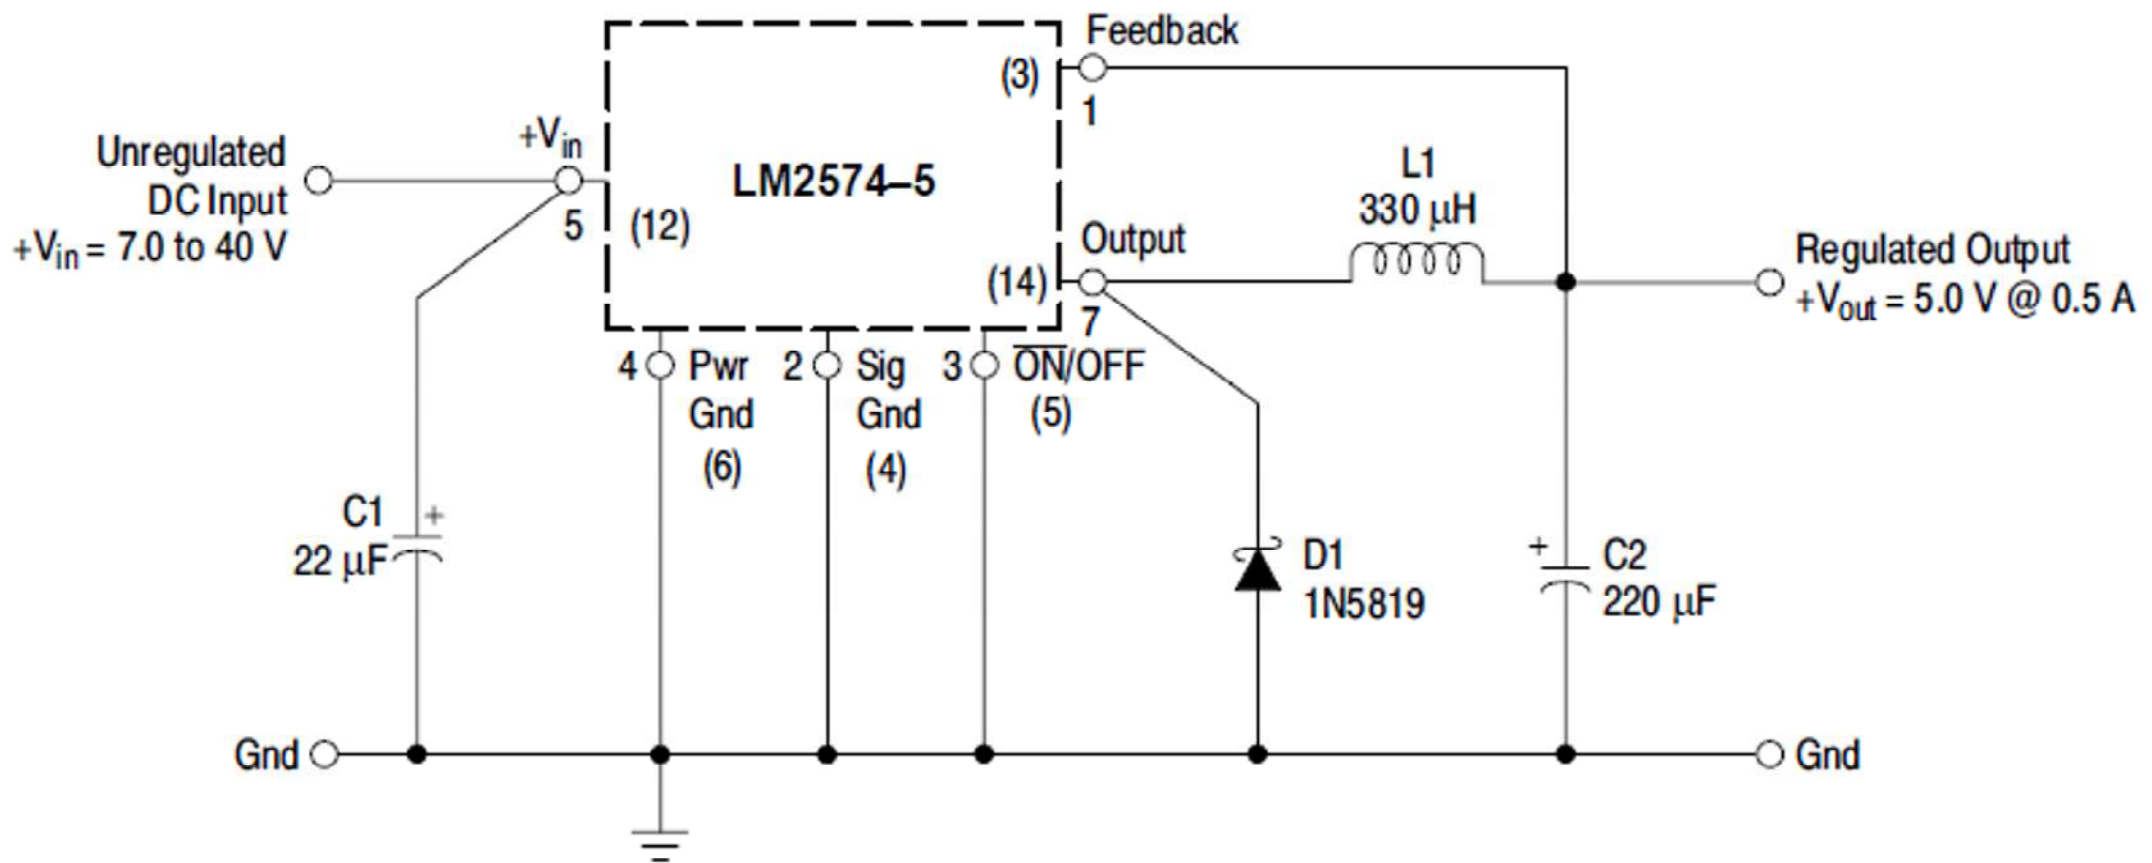 Feedback
(3)
1
+Vin
Unregulated
DC Input
+Vin = 7.0 to 40 V
5
(12)
LM2574–5
L1
330 µH
Output
(14)
7
Regulated Output
+Vout = 5.0 V @ 0.5 A
4
Pwr
Gnd
(6)
2
Sig
Gnd
(4)
3
ON/OFF
(5)
C1
22 µF
+
D1
1N5819
+
C2
220 µF
Gnd
Gnd